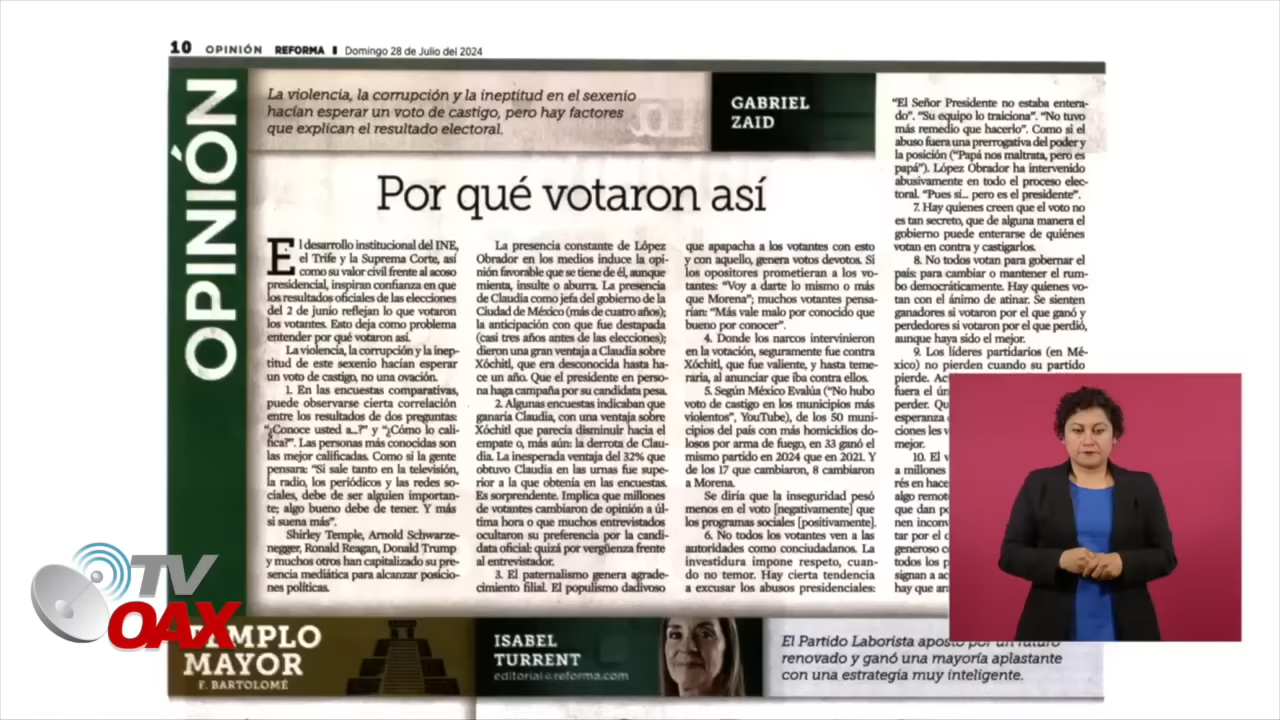 10 OPINIÓN REFORMA Domingo 28 de Julio del 2024
OPINIÓN
La violencia, la corrupción y la ineptitud en el sexenio
hacían esperar un voto de castigo, pero hay factores
que explican el resultado electoral.
GABRIEL
ZAID
Por qué votaron así
El desarrollo institucional del INE,
el Trife y la Suprema Corte, así
como su valor civil frente al acoso
presidencial, inspiran confianza en que
los resultados oficiales de las elecciones
del 2 de junio reflejan lo que votaron
los votantes. Esto deja como problema
entender por qué votaron así.
La violencia, la corrupción y la inep-
titud de este sexenio hacían esperar
un voto de castigo, no una ovación.
1. En las encuestas comparativas,
puede observarse cierta correlación
entre los resultados de dos preguntas:
"¿Conoce usted a...?" y "¿Cómo lo cali-
fica?". Las personas más conocidas son
las mejor calificadas. Como si la gente
pensara: "Si sale tanto en la televisión,
la radio, los periódicos y las redes so-
ciales, debe de ser alguien importan-
te; algo bueno debe de tener. Y más
si suena más".
Shirley Temple, Arnold Schwarze-
negger, Ronald Reagan, Donald Trump
y muchos otros han capitalizado su pre-
sencia mediática para alcanzar posicio-
nes políticas.
La presencia constante de López
Obrador en los medios induce la opi-
nión favorable que se tiene de él, aunque
mienta, insulte o aburra. La presencia
de Claudia como jefa del gobierno de la
Ciudad de México (más de cuatro años);
la anticipación con que fue destapada
(casi tres años antes de las elecciones);
dieron una gran ventaja a Claudia sobre
Xóchitl, que era desconocida hasta ha-
ce un año. Que el presidente en perso-
na haga campaña por su candidata pesa.
2. Algunas encuestas indicaban que
ganaría Claudia, con una ventaja sobre
Xóchitl que parecía disminuir hacia el
empate o, más aún: la derrota de Clau-
dia. La inesperada ventaja del 32% que
obtuvo Claudia en las urnas fue supe-
rior a la que obtenía en las encuestas.
Es sorprendente. Implica que millones
de votantes cambiaron de opinión a úl-
tima hora o que muchos entrevistados
ocultaron su preferencia por la candi-
data oficial: quizá por vergüenza frente
al entrevistador.
3. El paternalismo genera agrade-
cimiento filial. El populismo dadivoso
que apapacha a los votantes con esto
y con aquello, genera votos devotos. Si
los opositores prometieran a los vo-
tantes: "Voy a darte lo mismo o más
que Morena"; muchos votantes pensa-
rían: "Más vale malo por conocido que
bueno por conocer".
4. Donde los narcos intervinieron
en la votación, seguramente fue contra
Xóchitl, que fue valiente, y hasta teme-
raria, al anunciar que iba contra ellos.
5. Según México Evalúa ("No hubo
voto de castigo en los municipios más
violentos", YouTube), de los 50 muni-
cipios del país con más homicidios do-
losos por arma de fuego, en 33 ganó el
mismo partido en 2024 que en 2021. Y
de los 17 que cambiaron, 8 cambiaron
a Morena.
Se diría que la inseguridad pesó
menos en el voto [negativamente] que
los programas sociales [positivamente].
6. No todos los votantes ven a las
autoridades como conciudadanos. La
investidura impone respeto, cuan-
do no temor. Hay cierta tendencia
a excusar los abusos presidenciales:
"El Señor Presidente no estaba entera-
do". "Su equipo lo traiciona". "No tuvo
más remedio que hacerlo". Como si el
abuso fuera una prerrogativa del poder y
la posición ("Papá nos maltrata, pero es
papá"). López Obrador ha intervenido
abusivamente en todo el proceso elec-
toral. "Pues sí... pero es el presidente".
7. Hay quienes creen que el voto no
es tan secreto, que de alguna manera el
gobierno puede enterarse de quiénes
votan en contra y castigarlos.
8. No todos votan para gobernar el
país: para cambiar o mantener el rum-
bo democráticamente. Hay quienes vo-
tan con el ánimo de atinar. Se sienten
ganadores si votaron por el que ganó y
perdedores si votaron por el que perdió,
aunque haya sido el mejor.
9. Los líderes partidarios (en Mé-
xico) no pierden cuando su partido
pierde.
fuera el
perder.
esperanza
ciones
mejor.
10. El
a millones
rés en
algo
que dan
nen
tar por el
generoso
todos los
signan a
hay que
TV
OAX
TEMPLO
MAYOR
F. BARTOLOMÉ
ISABEL
TURRENT
editorial@reforma.com
El Partido Laborista apostó por un futuro
renovado y ganó una mayoría aplastante
con una estrategia muy inteligente.